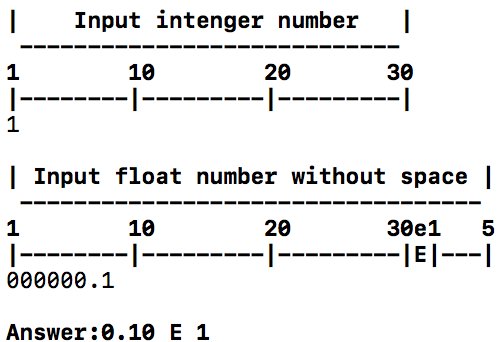 |    Input intenger number   |
 ----------------------------
1        10        20       30
|--------|---------|---------|
1
| Input float number without space |
 ----------------------------------
1        10        20       30e1   5
|--------|---------|---------|E|---|
000000.1
Answer:0.10 E 1